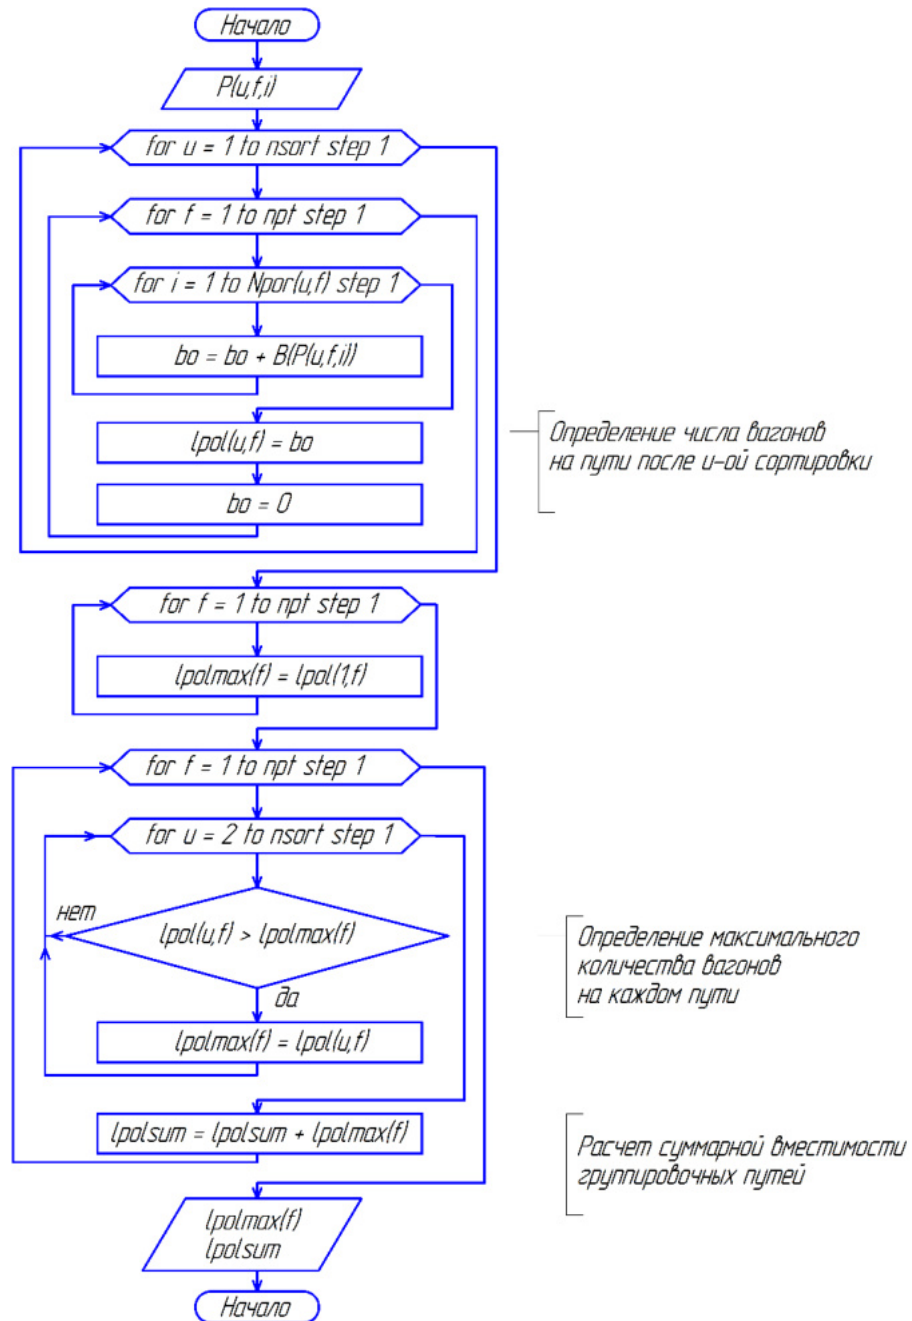 Начало
P(u,f,i)
for u = 1 to nsort step 1
for f = 1 to npt step 1
for i = 1 to Npor(u,f) step 1
bo = bo + B(P(u,f,i))
lpol(u,f) = bo
bo = 0
Определение числа вагонов
на пути после u-ой сортировки
for f = 1 to npt step 1
lpolmax(f) = lpol(1,f)
for f = 1 to npt step 1
for u = 2 to nsort step 1
нет
lpol(u,f) > lpolmax(f)
да
lpolmax(f) = lpol(u,f)
Определение максимального
количества вагонов
на каждом пути
lpolsum = lpolsum + lpolmax(f)
Расчет суммарной вместимости
группировочных путей
lpolmax(f)
lpolsum
Начало